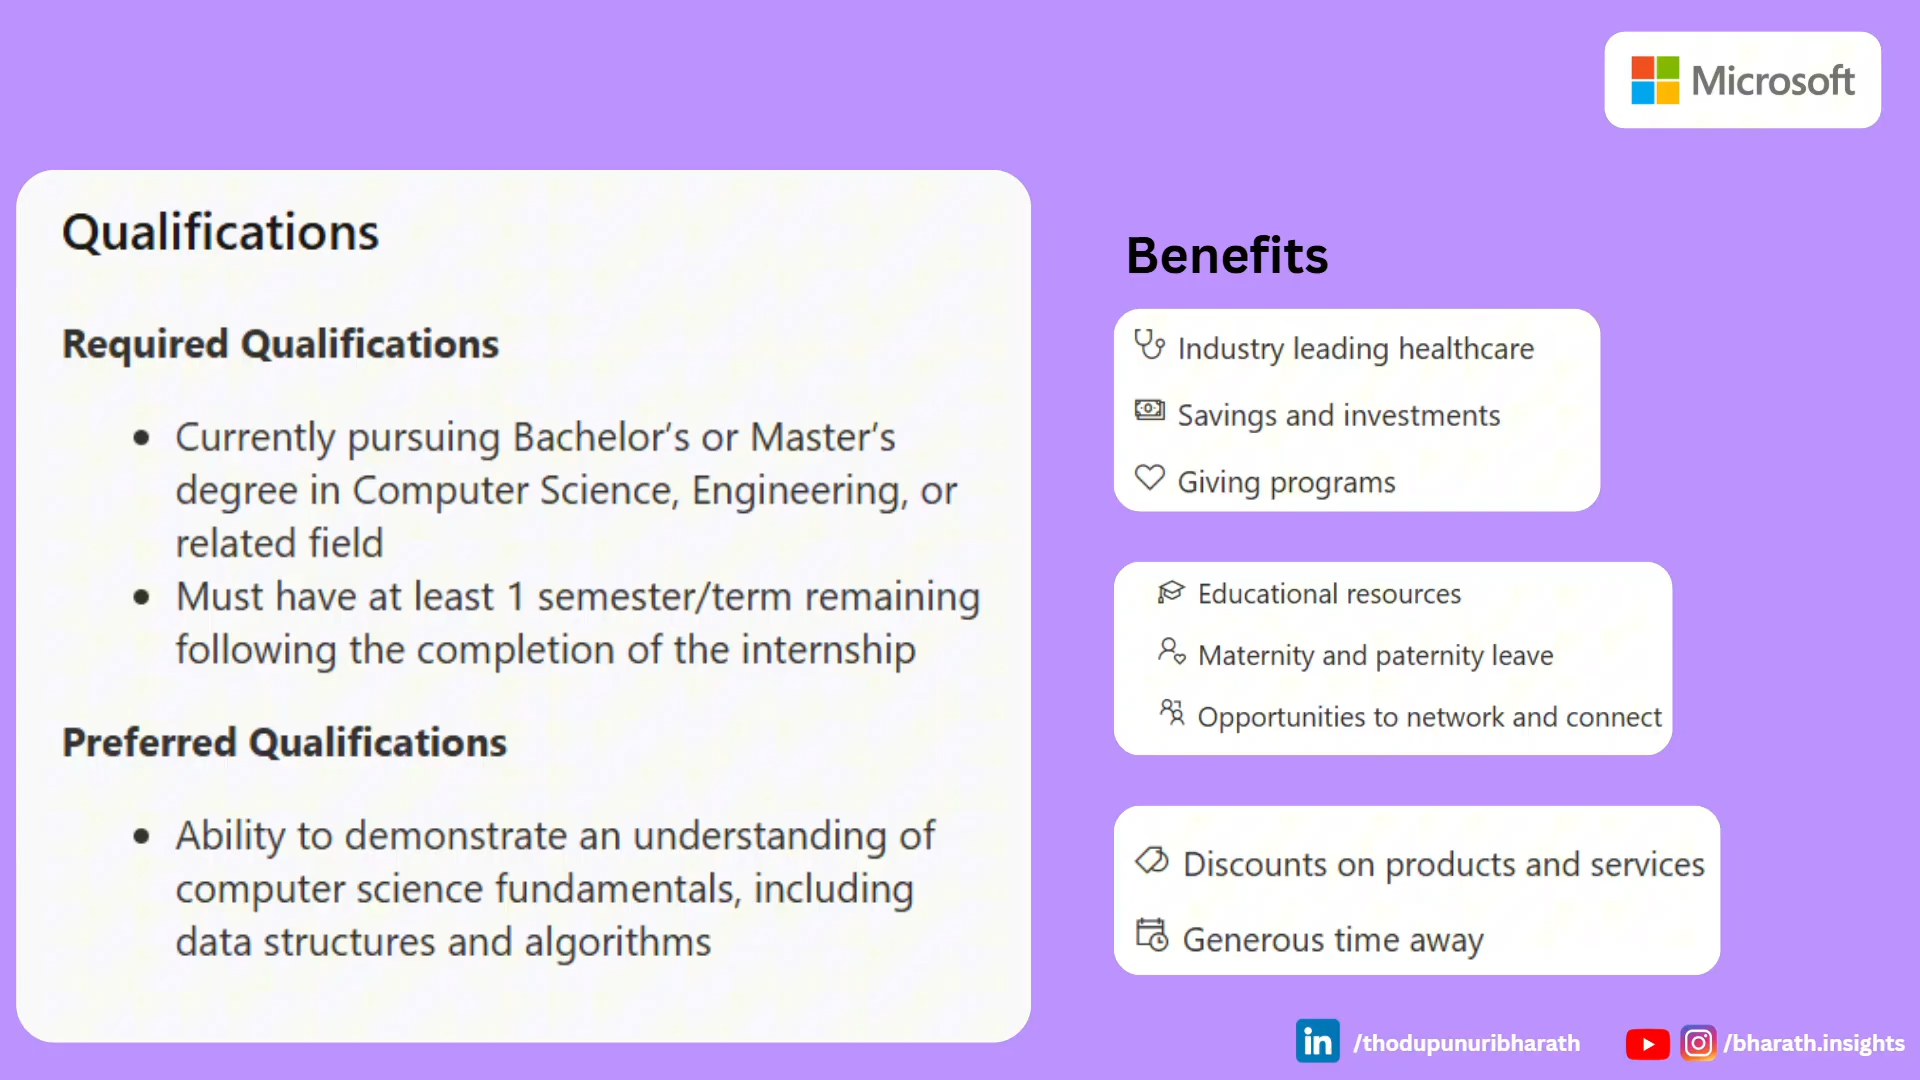 Microsoft
Qualifications
Required Qualifications
• Currently pursuing Bachelor’s or Master’s
degree in Computer Science, Engineering, or
related field
• Must have at least 1 semester/term remaining
following the completion of the internship
Preferred Qualifications
• Ability to demonstrate an understanding of
computer science fundamentals, including
data structures and algorithms
Benefits
Industry leading healthcare
Savings and investments
Giving programs
Educational resources
Maternity and paternity leave
Opportunities to network and connect
Discounts on products and services
Generous time away
in /thodupunuribharath
/bharath.insights